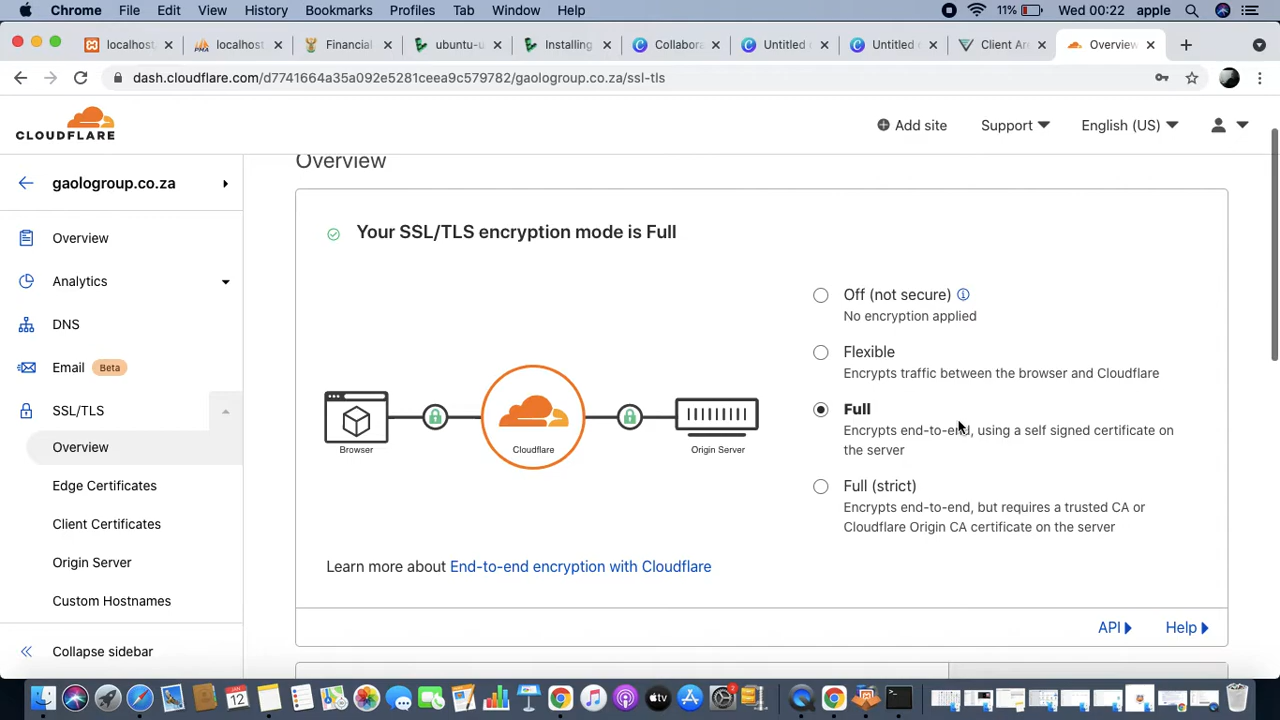 Chrome File Edit View History Bookmarks Profiles Tab Window Help 11% Wed 00:22 apple
localhost localhost Financial ubuntu-u Installing Collabora Untitled Untitled Client Ar Overview
dash.cloudflare.com/d7741664a35a092e5281ceea9c579782/gaologroup.co.za/ssl-tls
CLOUDFLARE
Add site Support English (US)
gaologroup.co.za
Overview
Analytics
DNS
Email Beta
SSL/TLS
Overview
Edge Certificates
Client Certificates
Origin Server
Custom Hostnames
Collapse sidebar
Overview
Your SSL/TLS encryption mode is Full
Browser
Cloudflare
Origin Server
Off (not secure)
No encryption applied
Flexible
Encrypts traffic between the browser and Cloudflare
Full
Encrypts end-to-end, using a self signed certificate on
the server
Full (strict)
Encrypts end-to-end, but requires a trusted CA or
Cloudflare Origin CA certificate on the server
Learn more about End-to-end encryption with Cloudflare
API Help
12
tv
2